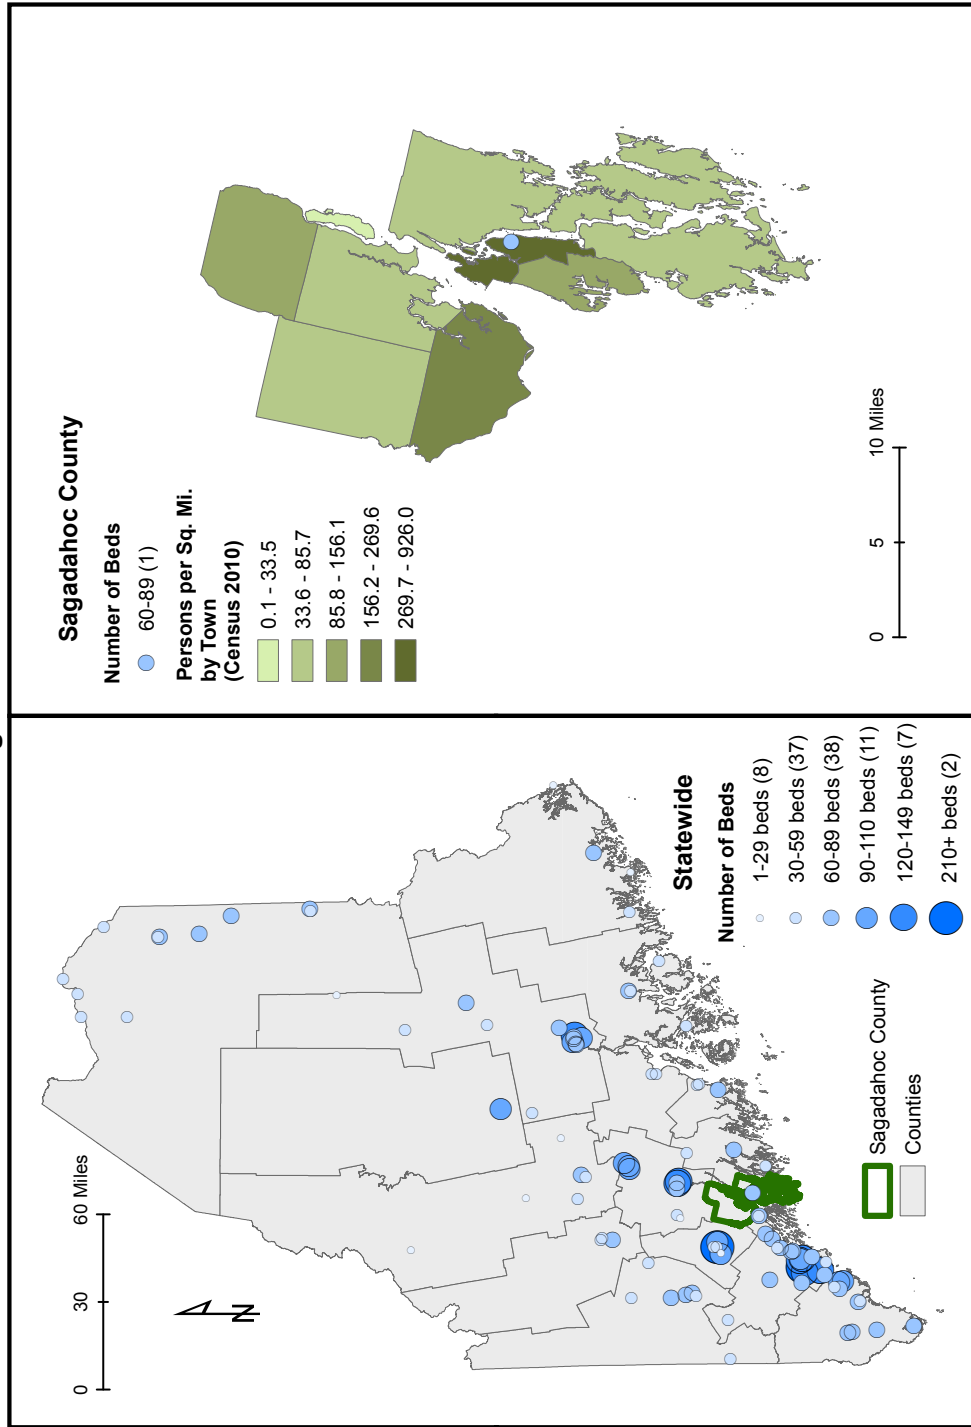 0 30 60 Miles
N
Statewide
Number of Beds
1-29 beds (8)
30-59 beds (37)
60-89 beds (38)
90-110 beds (11)
120-149 beds (7)
210+ beds (2)
Sagadahoc County
Counties
Sagadahoc County
Number of Beds
60-89 (1)
Persons per Sq. Mi.
by Town
(Census 2010)
0.1 - 33.5
33.6 - 85.7
85.8 - 156.1
156.2 - 269.6
269.7 - 926.0
0 5 10 Miles